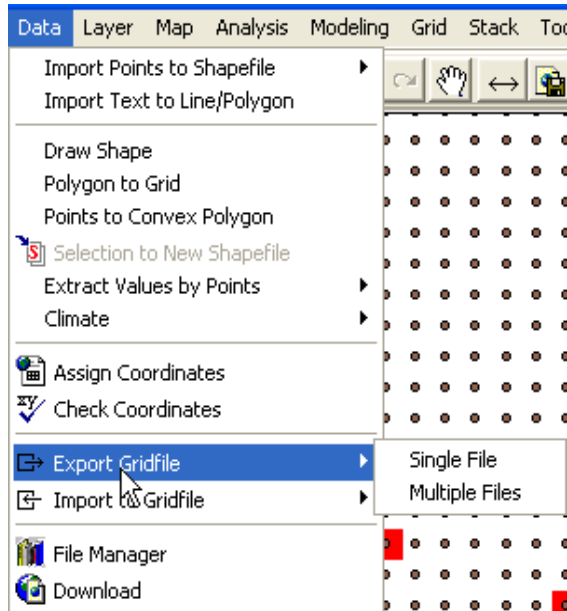 Data Layer Map Analysis Modeling Grid Stack
Import Points to Shapefile
Import Text to Line/Polygon
Draw Shape
Polygon to Grid
Points to Convex Polygon
S Selection to New Shapefile
Extract Values by Points
Climate
Assign Coordinates
xy Check Coordinates
Export Gridfile
Single File
Multiple Files
Import to Gridfile
File Manager
Download